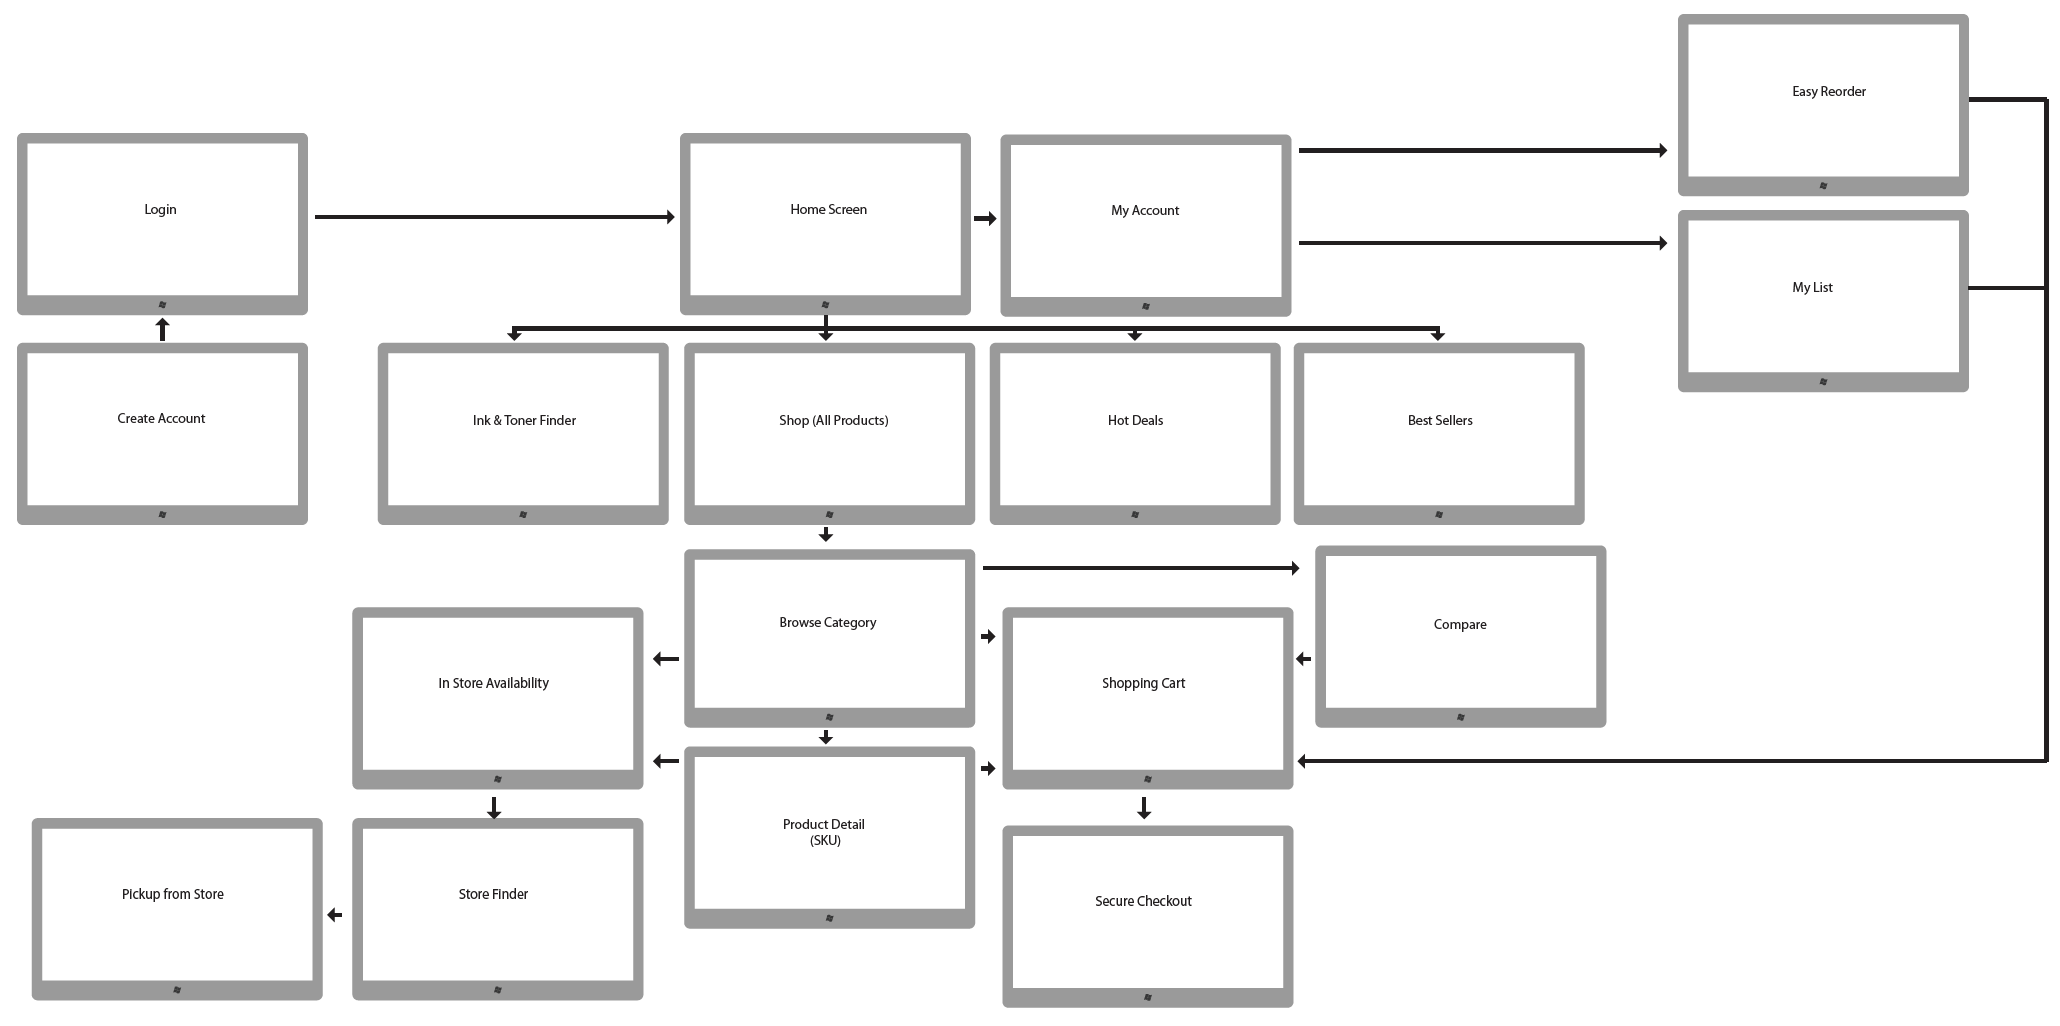 Easy Reorder
Login
Home Screen
My Account
My List
Create Account
Ink & Toner Finder
Shop (All Products)
Hot Deals
Best Sellers
Browse Category
Compare
In Store Availability
Shopping Cart
Product Detail
(SKU)
Pickup from Store
Store Finder
Secure Checkout